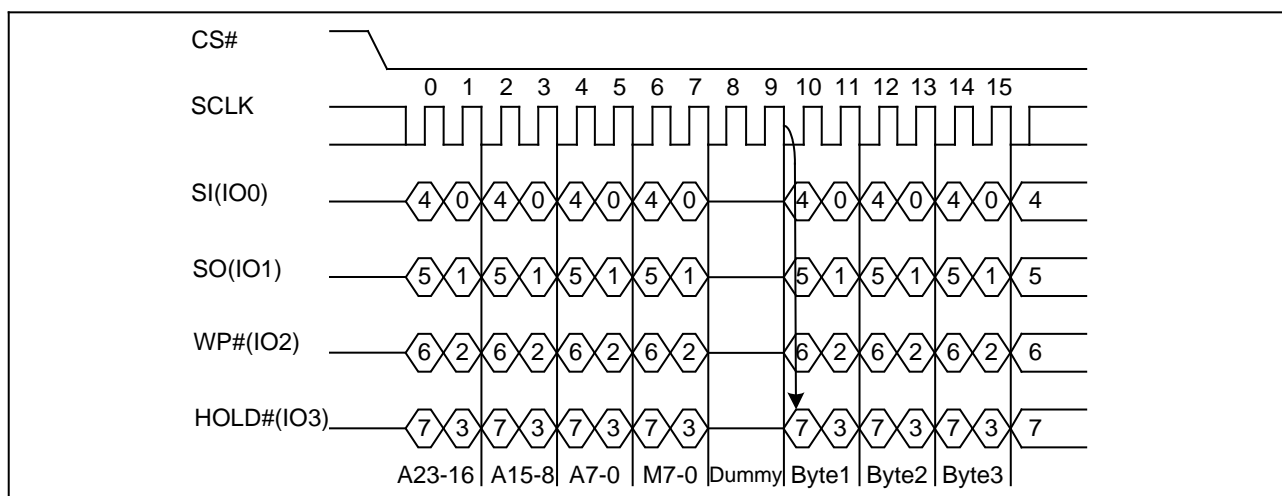 CS#
0 1 2 3 4 5 6 7 8 9 10 11 12 13 14 15
SCLK
SI(IO0) 4 0 4 0 4 0 4 0 4 0 4 0 4 0 4
SO(IO1) 5 1 5 1 5 1 5 1 5 1 5 1 5 1 5
WP#(IO2) 6 2 6 2 6 2 6 2 6 2 6 2 6 2 6
HOLD#(IO3) 7 3 7 3 7 3 7 3 7 3 7 3 7 3 7
A23-16 A15-8 A7-0 M7-0 Dummy Byte1 Byte2 Byte3